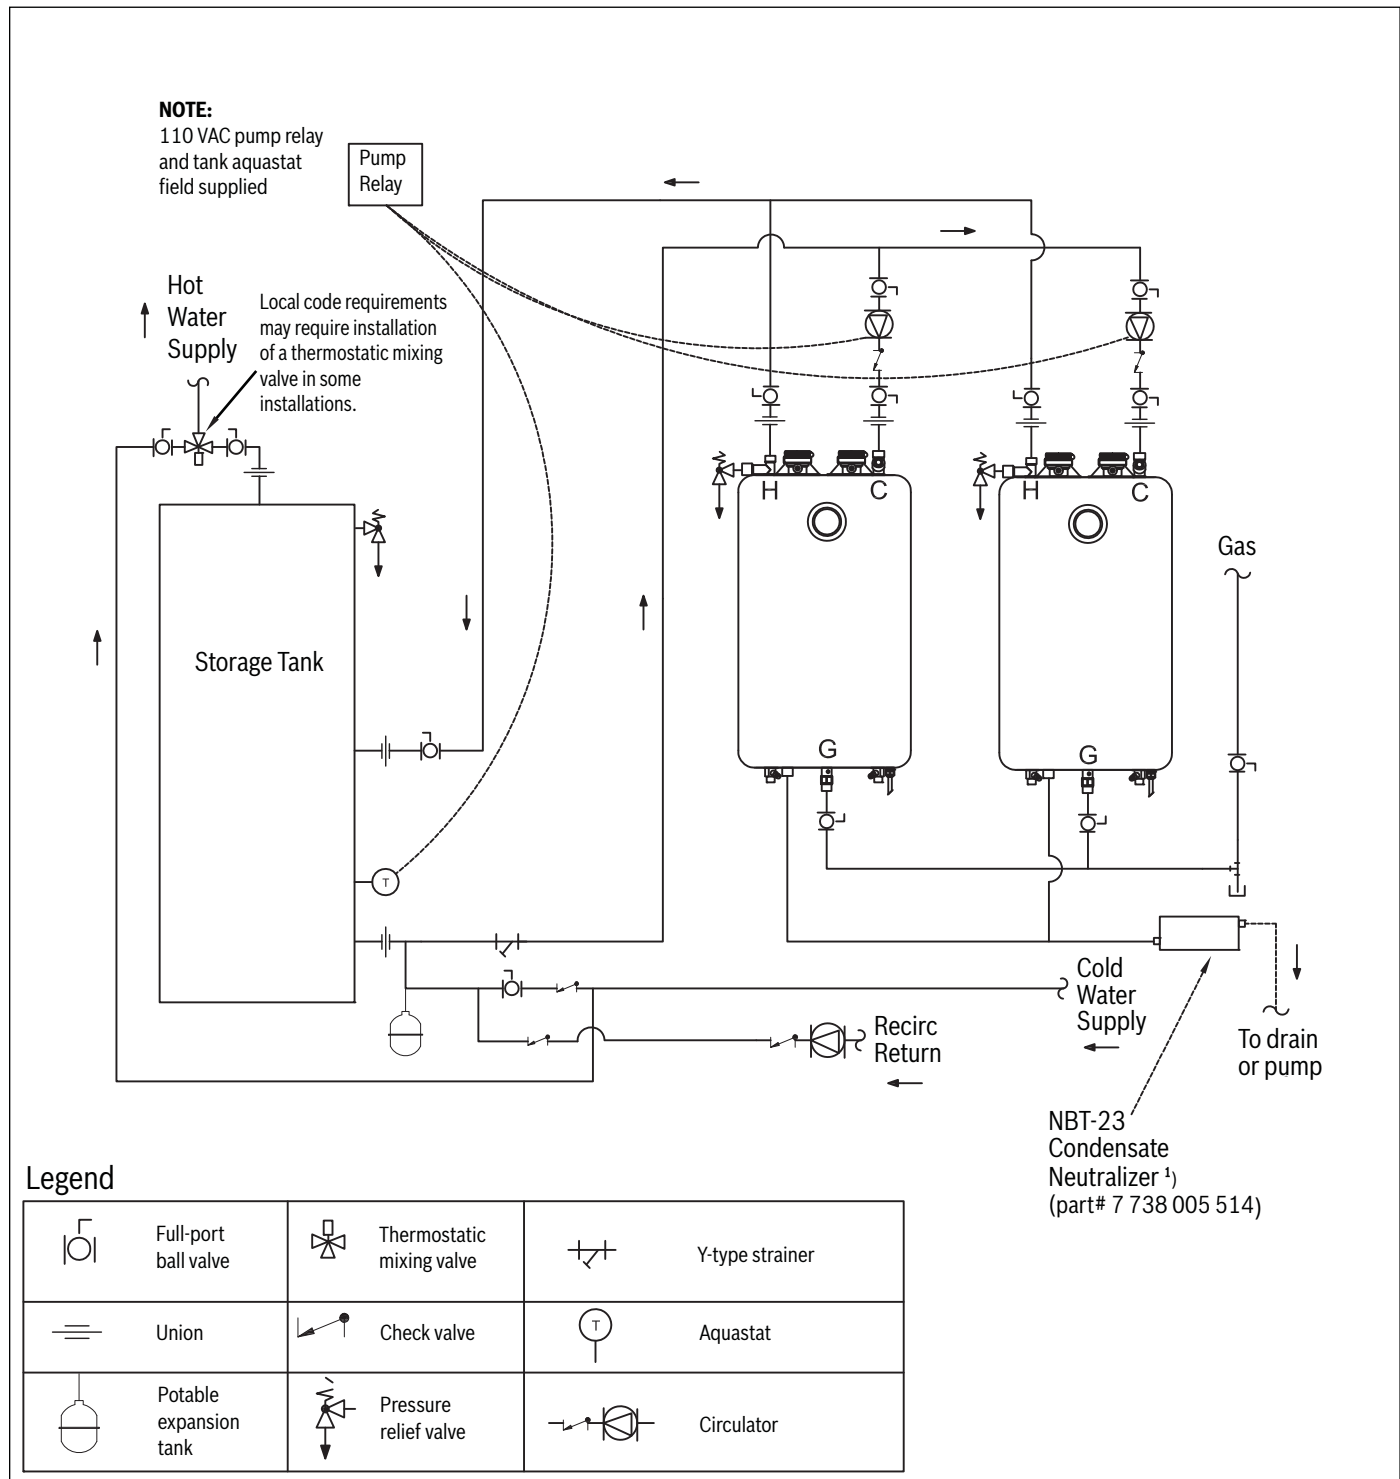 NOTE:
110 VAC pump relay
and tank aquastat
field supplied
Pump
Relay
Hot
Water
Supply
Local code requirements
may require installation
of a thermostatic mixing
valve in some
installations.
H
C
H
C
Gas
Storage Tank
G
G
T
Cold
Water
Supply
Recirc
Return
To drain
or pump
NBT-23
Condensate
Neutralizer ¹)
(part# 7 738 005 514)
Legend
Full-port
ball valve
Thermostatic
mixing valve
Y-type strainer
Union
Check valve
T
Aquastat
Potable
expansion
tank
Pressure
relief valve
Circulator